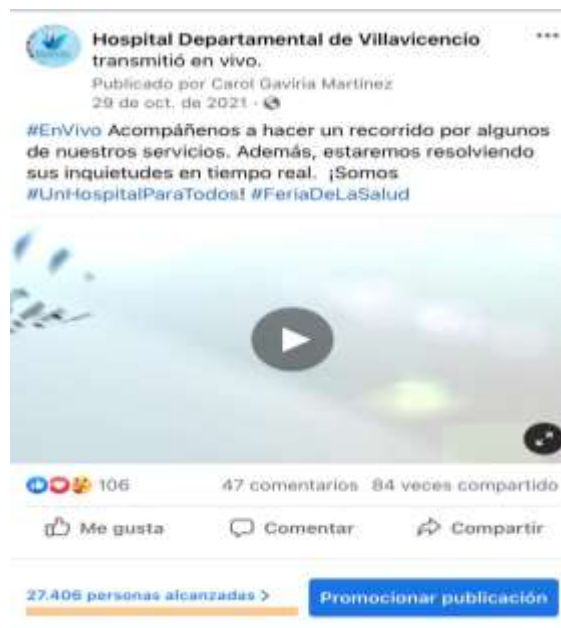 Hospital Departamental de Villavicencio
transmitió en vivo.
Publicado por Carol Gaviria Martínez
29 de oct. de 2021
#EnVivo Acompáñenos a hacer un recorrido por algunos
de nuestros servicios. Además, estaremos resolviendo
sus inquietudes en tiempo real. ¡Somos
#UnHospitalParaTodos! #FeriaDeLaSalud
106 47 comentarios 84 veces compartido
Me gusta Comentar Compartir
27.406 personas alcanzadas > Promocionar publicación